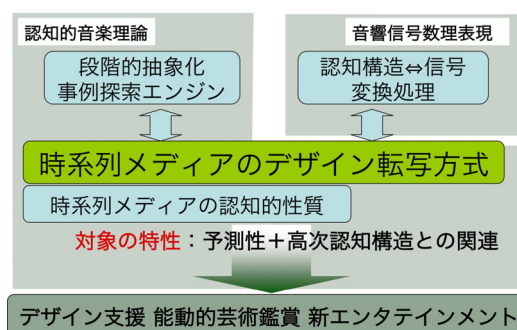 認知的音楽理論
音響信号数理表現
段階的抽象化
事例探索エンジン
認知構造⇔信号
変換処理
時系列メディアのデザイン転写方式
時系列メディアの認知的性質
対象の特性：予測性＋高次認知構造との関連
デザイン支援 能動的芸術鑑賞 新エンタテインメント